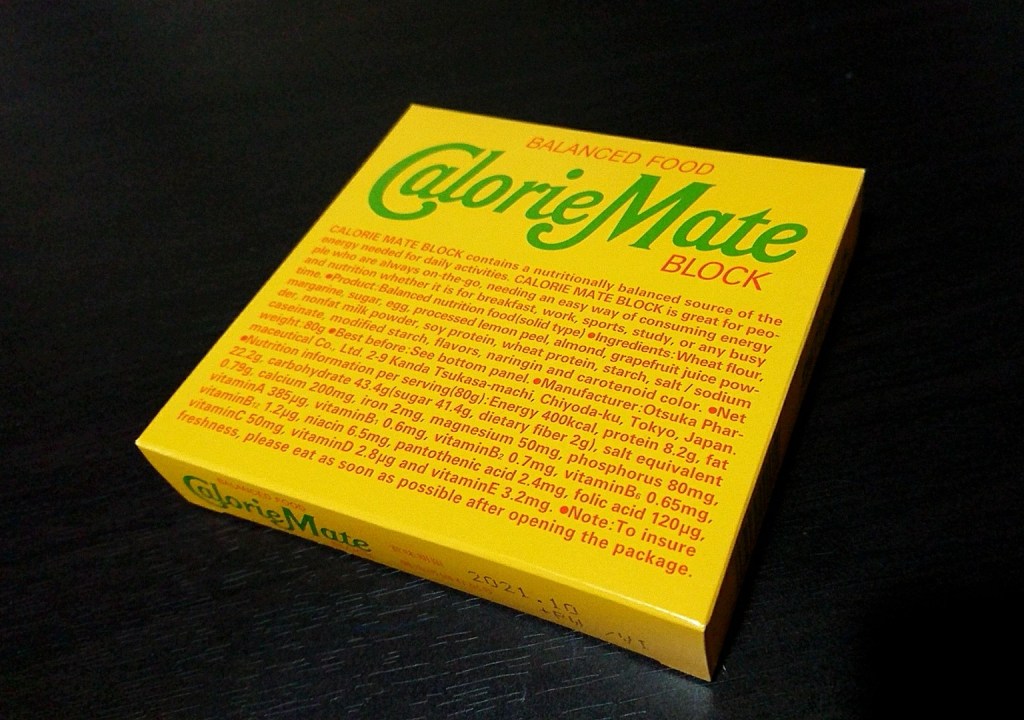 BALANCED FOOD
CalorieMate
BLOCK
CALORIE MATE BLOCK contains a nutritionally balanced source of the
energy needed for daily activities. CALORIE MATE BLOCK is great for peo-
ple who are always on-the-go, needing an easy way of consuming energy
and nutrition whether it is for breakfast, work, sports, study, or any busy
time. ●Product:Balanced nutrition food(solid type) ●Ingredients:Wheat flour,
margarine, sugar, egg, processed lemon peel, almond, grapefruit juice pow-
der, nonfat milk powder, soy protein, wheat protein, starch, salt / sodium
caseinate, modified starch, flavors, naringin and carotenoid color. ●Net
weight:80g ●Best before:See bottom panel. ●Manufacturer:Otsuka Phar-
maceutical Co., Ltd. 2-9 Kanda Tsukasa-machi, Chiyoda-ku, Tokyo, Japan.
●Nutrition information per serving(80g):Energy 400kcal, protein 8.2g, fat
22.2g, carbohydrate 43.4g(sugar 41.4g, dietary fiber 2g), salt equivalent
0.79g, calcium 200mg, iron 2mg, magnesium 50mg, phosphorus 80mg,
vitaminA 385μg, vitaminB₁ 0.6mg, vitaminB₂ 0.7mg, vitaminB₆ 0.65mg,
vitaminB₁₂ 1.2μg, niacin 6.5mg, pantothenic acid 2.4mg, folic acid 120μg,
vitaminC 50mg, vitaminD 2.8μg and vitaminE 3.2mg. ●Note:To insure
freshness, please eat as soon as possible after opening the package.
BALANCED FOOD
CalorieMate
2021.10